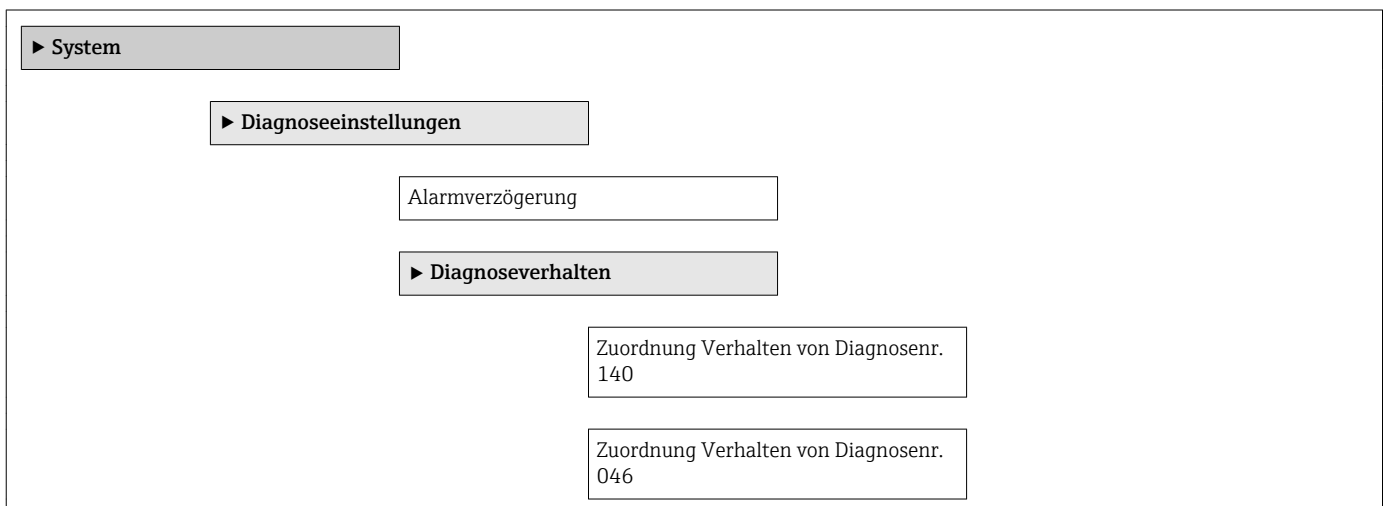 ▶ System
▶ Diagnoseeinstellungen
Alarmverzögerung
▶ Diagnoseverhalten
Zuordnung Verhalten von Diagnosenr.
140
Zuordnung Verhalten von Diagnosenr.
046